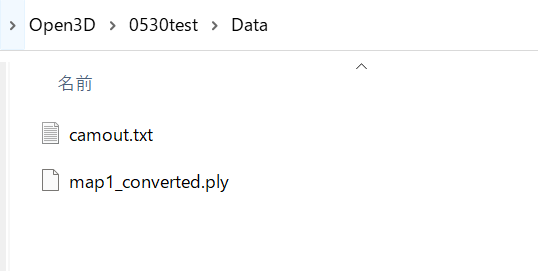 > Open3D > 0530test > Data
名前
camout.txt
map1_converted.ply